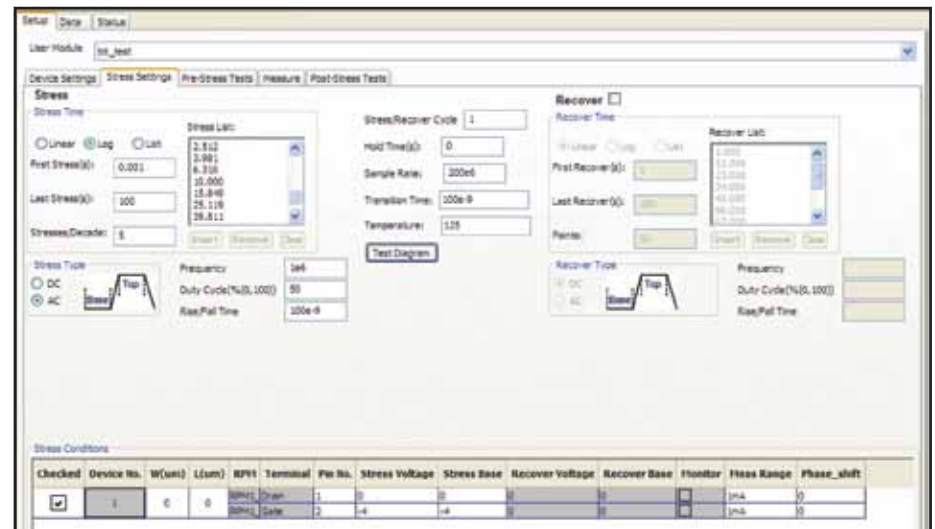 Setup Data Status
User Module bti_test
Device Settings Stress Settings Pre-Stress Tests Measure Post-Stress Tests
Stress
Stress Time
Linear Log List
First Stress(s): 0.001
Last Stress(s): 100
Stresses/Decade: 5
Stress List:
2.512
3.981
6.310
10.000
15.849
25.119
39.811
Insert Remove Clear
Stress/Recover Cycle 1
Hold Time(s): 0
Sample Rate: 200e6
Transition Time: 100e-9
Temperature: 125
Test Diagram
Recover
Recover Time
Linear Log List
First Recover(s):
Last Recover(s):
Points:
Recover List:
1.000
Insert Remove Clear
Stress Type
DC
AC
Base Top
Frequency 1e6
Duty Cycle(%(0,100)) 50
Rise/Fall Time 100e-9
Recover Type
DC
AC
Base Top
Frequency
Duty Cycle(%(0,100))
Rise/Fall Time
Stress Conditions
Checked Device No. W(um) L(um) RPM Terminal Pin No. Stress Voltage Stress Base Recover Voltage Recover Base Monitor Meas Range Phase_shift
1 0 0 RPM1_ Drain 1 0 0 0 0 1mA 0
RPM2_ Gate 2 -4 -4 0 0 1mA 0